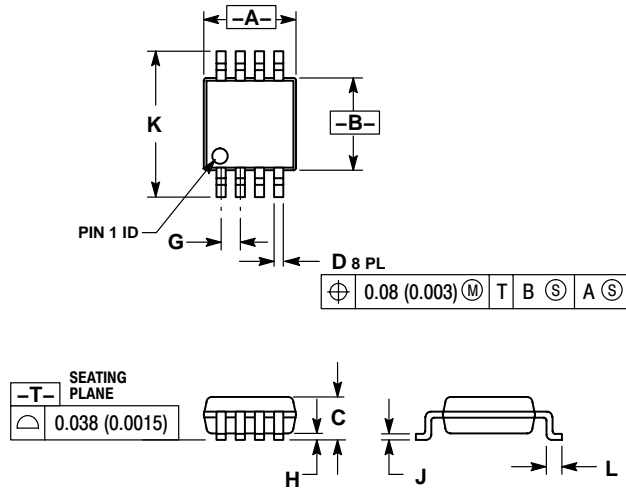 –A–
K
–B–
PIN 1 ID
G
D 8 PL
⌖ 0.08 (0.003) Ⓜ T B Ⓢ A Ⓢ
–T– SEATING
PLANE
⌓ 0.038 (0.0015)
C
H
J
L